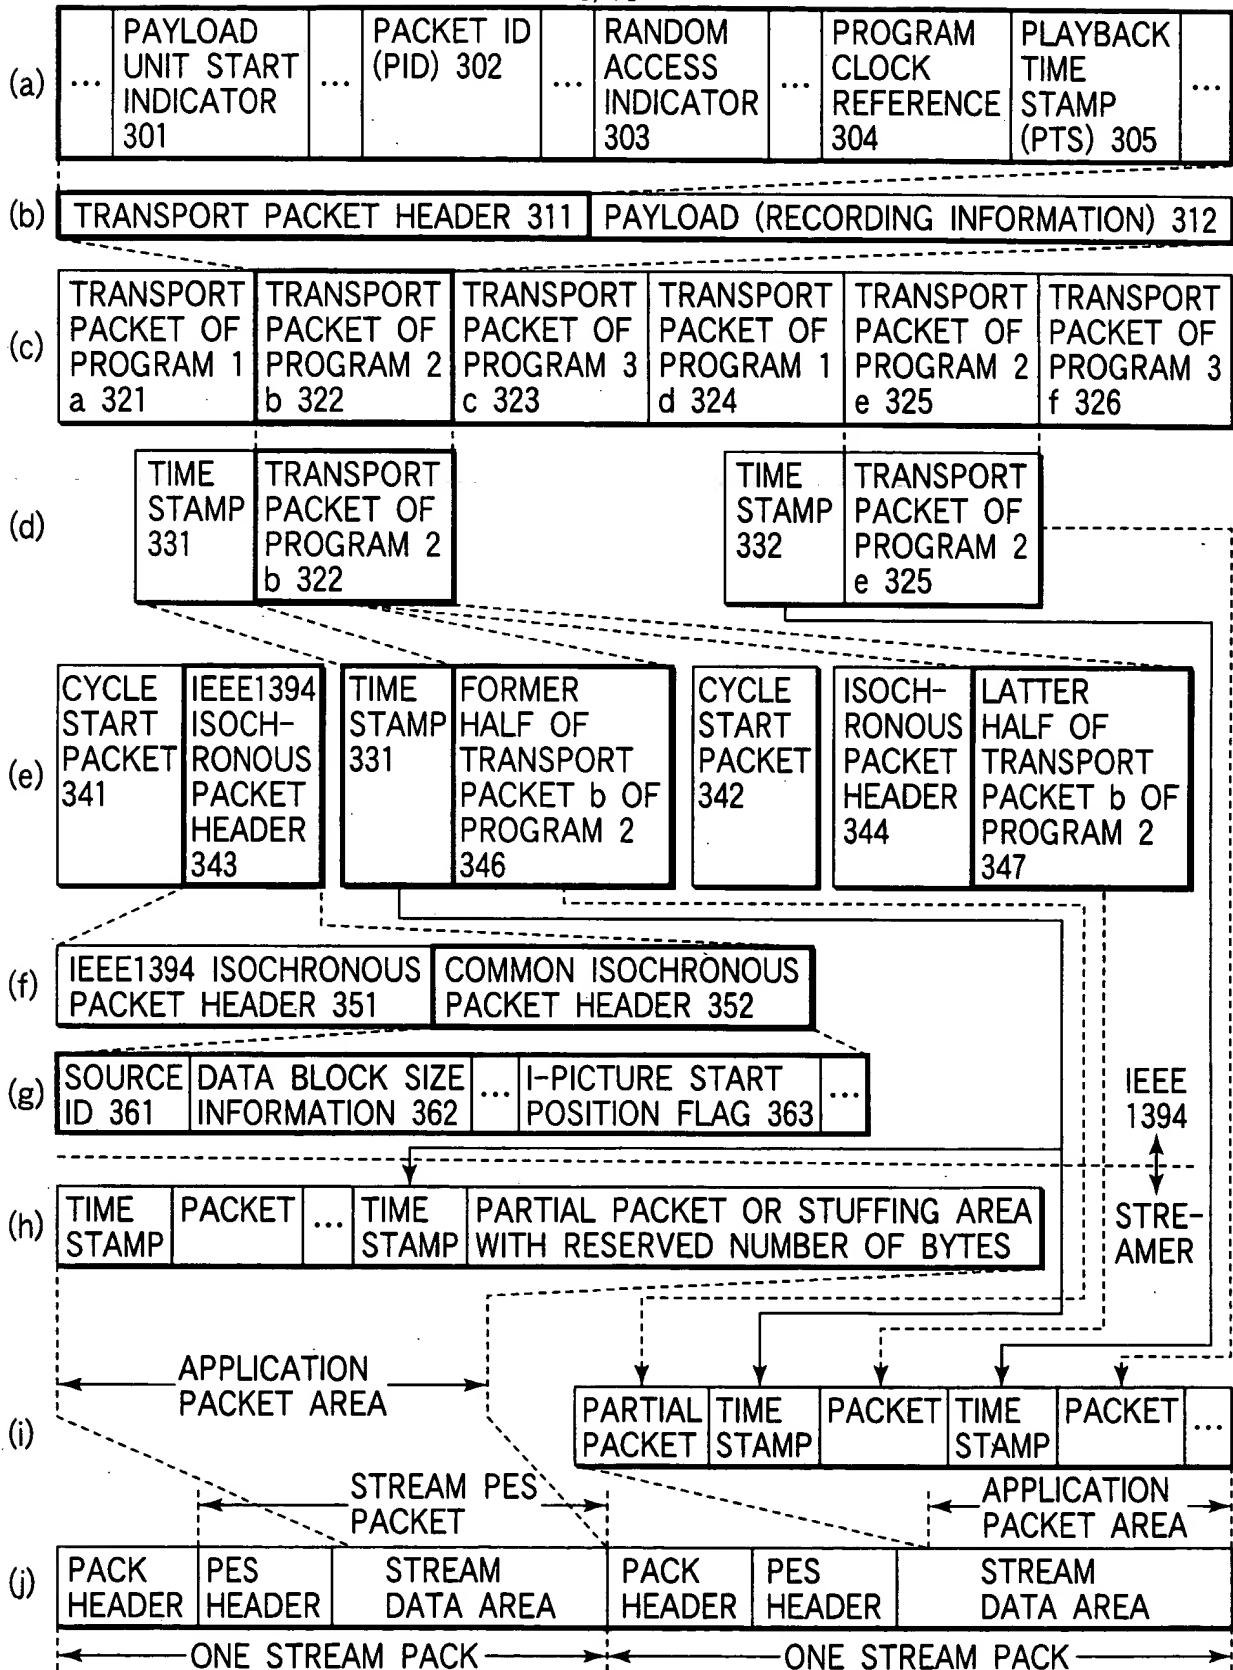 (a)
...
PAYLOAD
UNIT START
INDICATOR
301
...
PACKET ID
(PID) 302
...
RANDOM
ACCESS
INDICATOR
303
...
PROGRAM
CLOCK
REFERENCE
304
PLAYBACK
TIME
STAMP
(PTS) 305
...
(b)
TRANSPORT PACKET HEADER 311
PAYLOAD (RECORDING INFORMATION) 312
(c)
TRANSPORT
PACKET OF
PROGRAM 1
a 321
TRANSPORT
PACKET OF
PROGRAM 2
b 322
TRANSPORT
PACKET OF
PROGRAM 3
c 323
TRANSPORT
PACKET OF
PROGRAM 1
d 324
TRANSPORT
PACKET OF
PROGRAM 2
e 325
TRANSPORT
PACKET OF
PROGRAM 3
f 326
(d)
TIME
STAMP
331
TRANSPORT
PACKET OF
PROGRAM 2
b 322
TIME
STAMP
332
TRANSPORT
PACKET OF
PROGRAM 2
e 325
(e)
CYCLE
START
PACKET
341
IEEE1394
ISOCH-
RONOUS
PACKET
HEADER
343
TIME
STAMP
331
FORMER
HALF OF
TRANSPORT
PACKET b OF
PROGRAM 2
346
CYCLE
START
PACKET
342
ISOCH-
RONOUS
PACKET
HEADER
344
LATTER
HALF OF
TRANSPORT
PACKET b OF
PROGRAM 2
347
(f)
IEEE1394 ISOCHRONOUS
PACKET HEADER 351
COMMON ISOCHRONOUS
PACKET HEADER 352
(g)
SOURCE
ID 361
DATA BLOCK SIZE
INFORMATION 362
...
I-PICTURE START
POSITION FLAG 363
...
IEEE
1394
STRE-
AMER
(h)
TIME
STAMP
PACKET
...
TIME
STAMP
PARTIAL PACKET OR STUFFING AREA
WITH RESERVED NUMBER OF BYTES
APPLICATION
PACKET AREA
(i)
PARTIAL
PACKET
TIME
STAMP
PACKET
TIME
STAMP
PACKET
...
STREAM PES
PACKET
APPLICATION
PACKET AREA
(j)
PACK
HEADER
PES
HEADER
STREAM
DATA AREA
PACK
HEADER
PES
HEADER
STREAM
DATA AREA
ONE STREAM PACK
ONE STREAM PACK